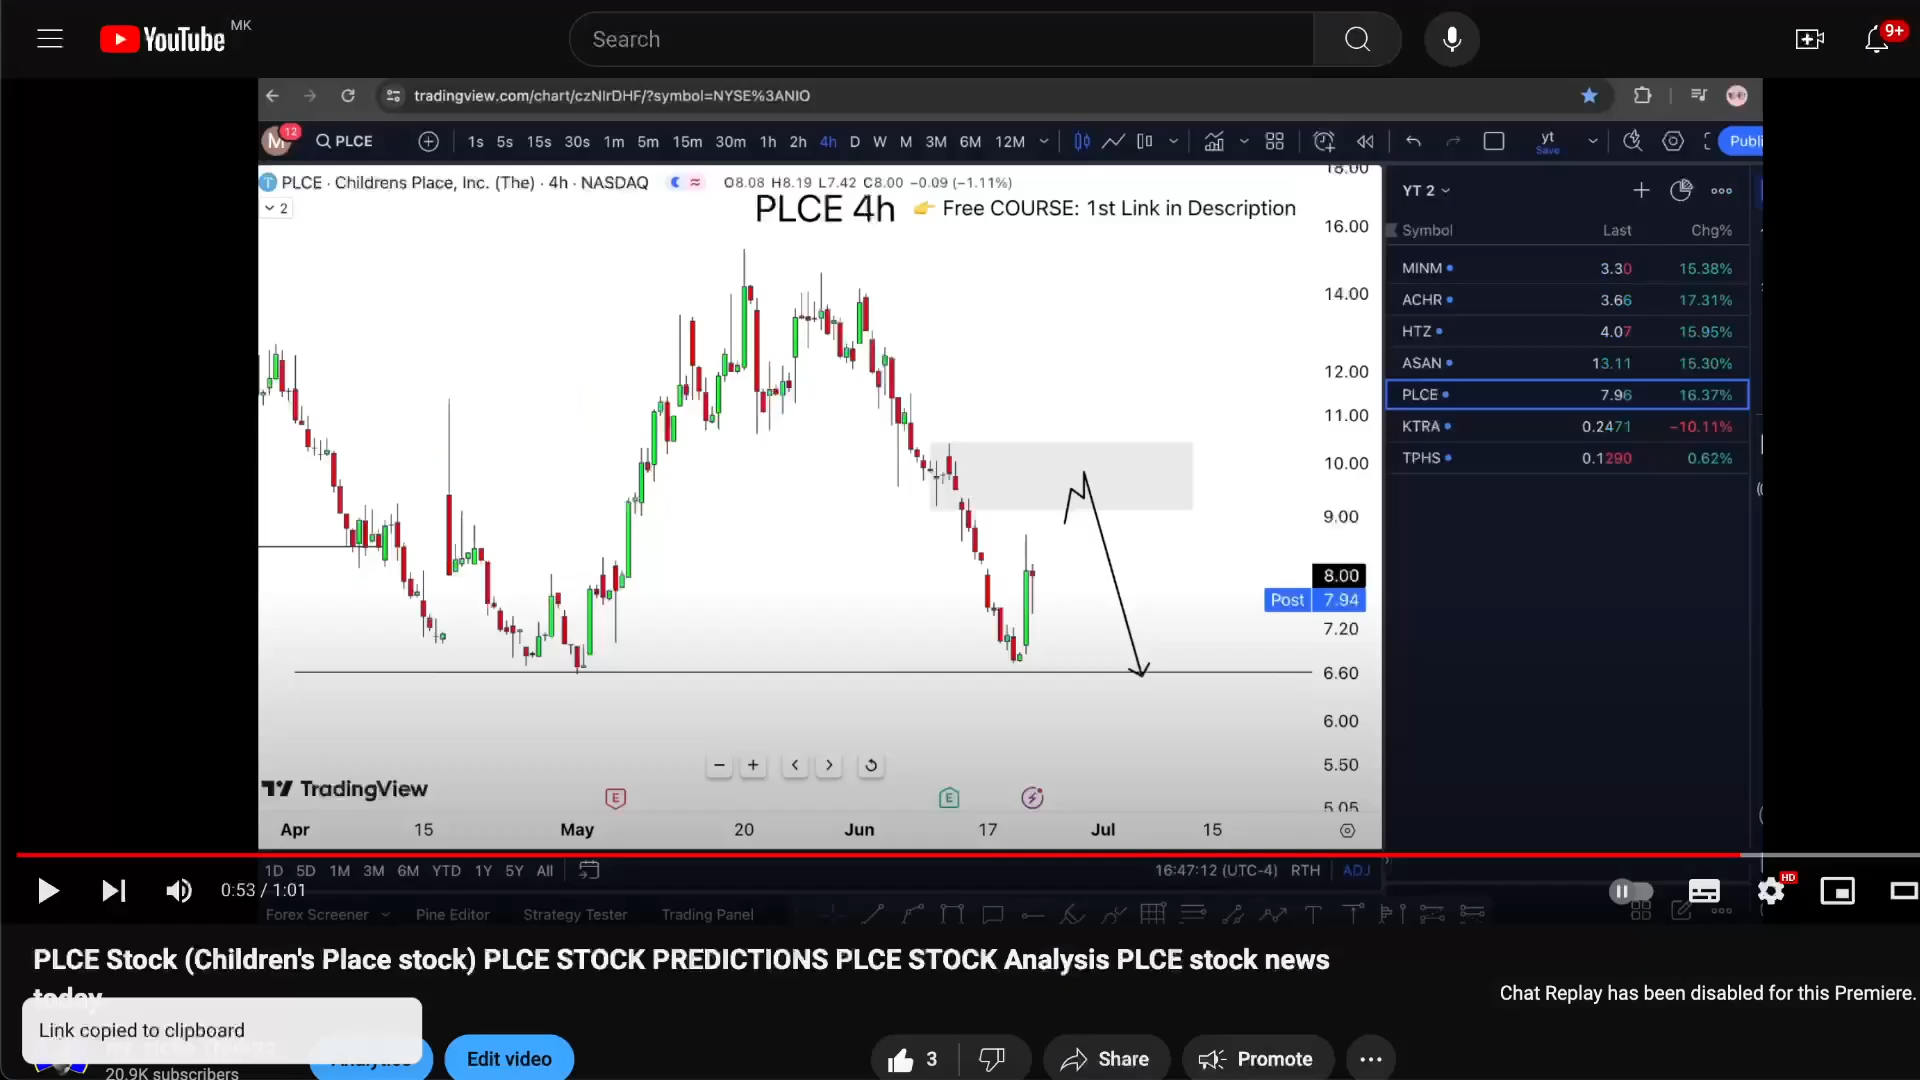 YouTube MK
Search
9+
tradingview.com/chart/czNIrDHF/?symbol=NYSE%3ANIO
M 12 PLCE 1s 5s 15s 30s 1m 5m 15m 30m 1h 2h 4h D W M 3M 6M 12M yt Save Publi
PLCE · Childrens Place, Inc. (The) · 4h · NASDAQ O8.08 H8.19 L7.42 C8.00 −0.09 (−1.11%)
2
PLCE 4h 👉 Free COURSE: 1st Link in Description
18.00
16.00
14.00
12.00
11.00
10.00
9.00
8.00
Post 7.94
7.20
6.60
6.00
5.50
5.05
YT 2
Symbol Last Chg%
MINM 3.30 15.38%
ACHR 3.66 17.31%
HTZ 4.07 15.95%
ASAN 13.11 15.30%
PLCE 7.96 16.37%
KTRA 0.2471 −10.11%
TPHS 0.1290 0.62%
TradingView
E E
Apr 15 May 20 Jun 17 Jul 15
1D 5D 1M 3M 6M YTD 1Y 5Y All 16:47:12 (UTC-4) RTH ADJ
0:53 / 1:01
HD
Forex Screener Pine Editor Strategy Tester Trading Panel
PLCE Stock (Children's Place stock) PLCE STOCK PREDICTIONS PLCE STOCK Analysis PLCE stock news
today
Chat Replay has been disabled for this Premiere.
Link copied to clipboard
20.9K subscribers
Analytics
Edit video
3
Share
Promote